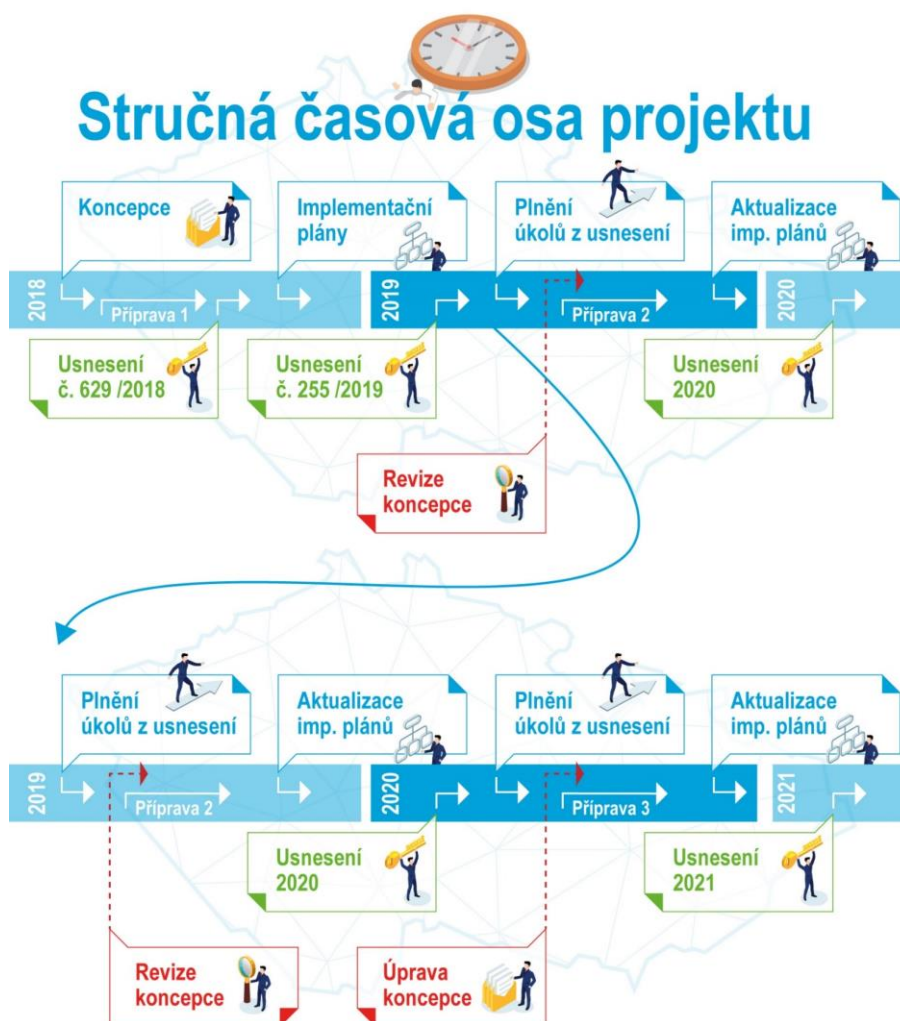 Stručná časová osa projektu
Koncepce
Implementační
plány
Plnění
úkolů z usnesení
Aktualizace
imp. plánů
2018
Příprava 1
2019
Příprava 2
2020
Usnesení
č. 629 /2018
Usnesení
č. 255 /2019
Usnesení
2020
Revize
koncepce
Plnění
úkolů z usnesení
Aktualizace
imp. plánů
Plnění
úkolů z usnesení
Aktualizace
imp. plánů
2019
Příprava 2
2020
Příprava 3
2021
Usnesení
2020
Usnesení
2021
Revize
koncepce
Úprava
koncepce